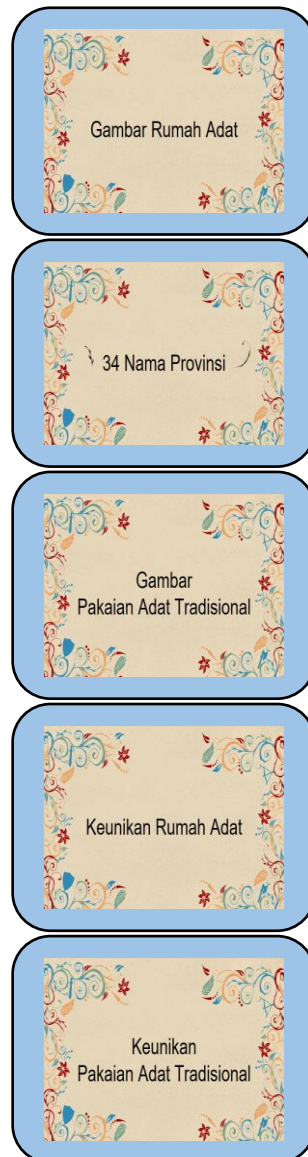 Gambar Rumah Adat
34 Nama Provinsi
Gambar
Pakaian Adat Tradisional
Keunikan Rumah Adat
Keunikan
Pakaian Adat Tradisional